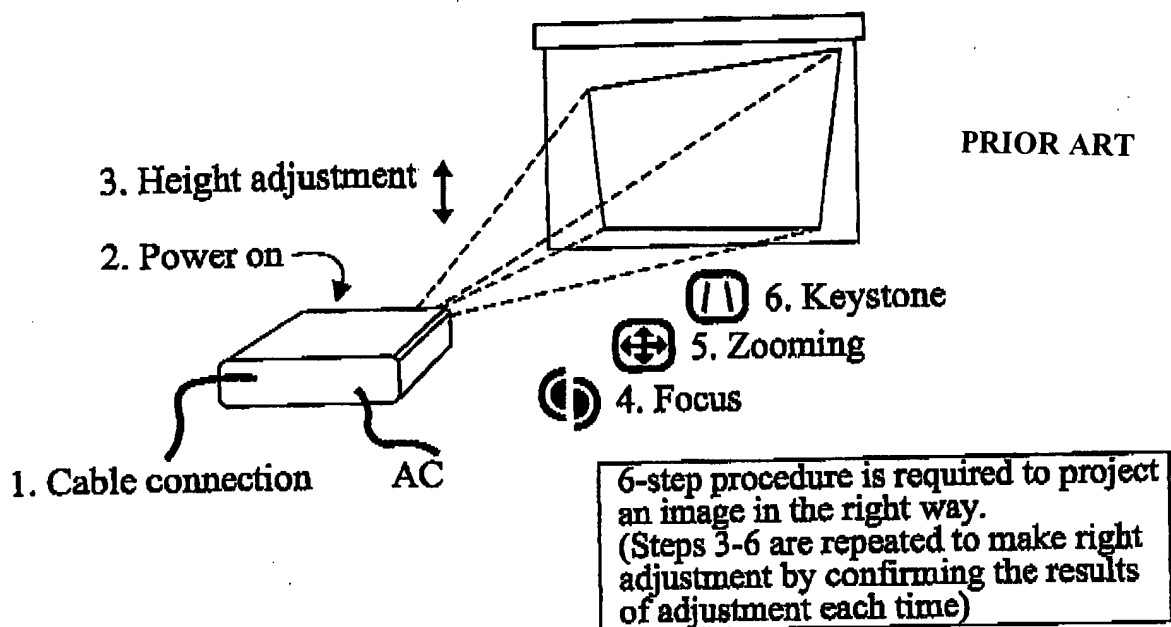 PRIOR ART
3. Height adjustment
2. Power on
6. Keystone
5. Zooming
4. Focus
1. Cable connection
AC
6-step procedure is required to project
an image in the right way.
(Steps 3-6 are repeated to make right
adjustment by confirming the results
of adjustment each time)